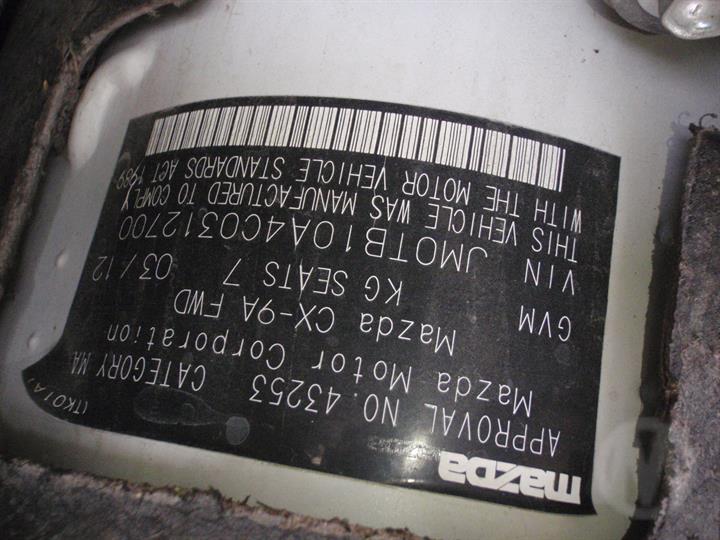 mazda
APPROVAL NO.43253 CATEGORY MA
Mazda Motor Corporation
Mazda CX-9A FWD
GVM KG SEATS 7 03/12
VIN JM0TB10A4C0312700
THIS VEHICLE WAS MANUFACTURED TO COMPLY
WITH THE MOTOR VEHICLE STANDARDS ACT 1989
(TK01A)